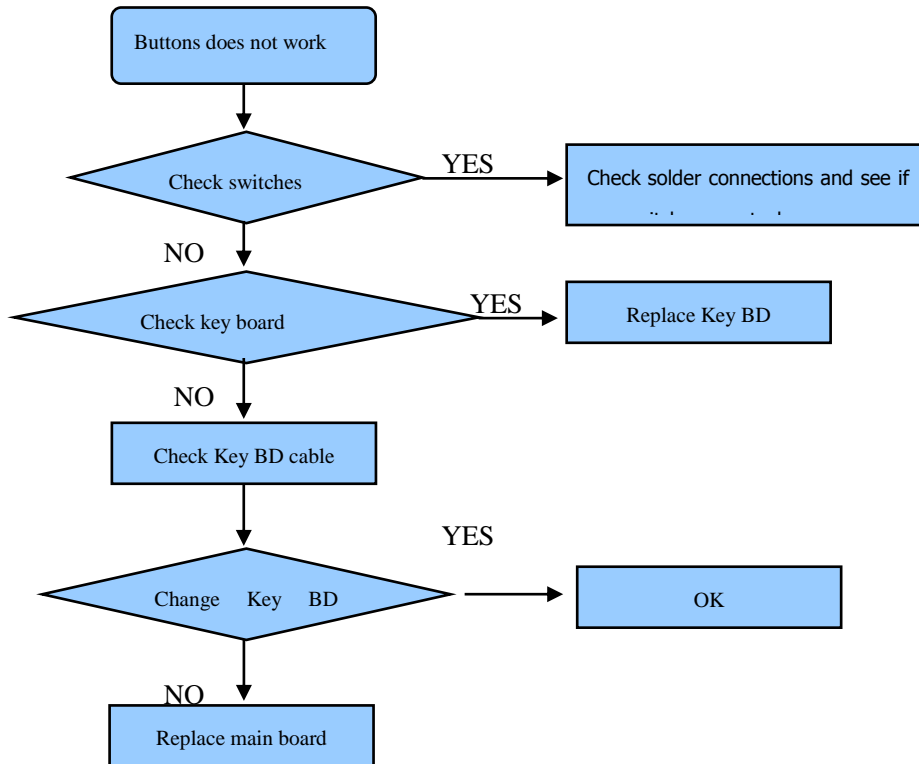 Buttons does not work
Check switches
YES
Check solder connections and see if
NO
Check key board
YES
Replace Key BD
NO
Check Key BD cable
YES
Change Key BD
OK
NO
Replace main board